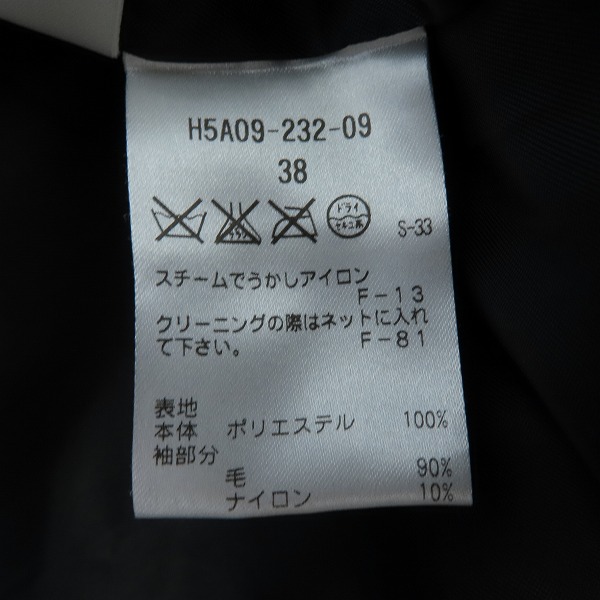 H5A09-232-09
38
ドライ
セキユ系
S-33
スチームでうかしアイロン
F-13
クリーニングの際はネットに入れ
て下さい。 F-81
表地
本体 ポリエステル 100%
袖部分
毛 90%
ナイロン 10%